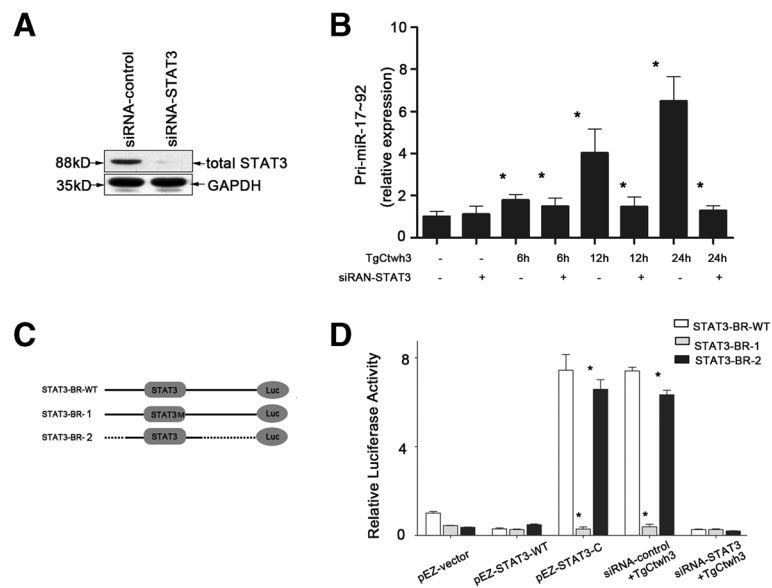 A
siRNA-control
siRNA-STAT3
88kD
total STAT3
35kD
GAPDH
B
Pri-miR-17~92
(relative expression)
10
8
6
4
2
0
* * * * * *
TgCtwh3 - - 6h 6h 12h 12h 24h 24h
siRAN-STAT3 - + - + - + - +
C
STAT3-BR-WT STAT3 Luc
STAT3-BR-1 STAT3M Luc
STAT3-BR-2 STAT3 Luc
D
STAT3-BR-WT
STAT3-BR-1
STAT3-BR-2
Relative Luciferase Activity
8
4
0
* * * *
pEZ-vector
pEZ-STAT3-WT
pEZ-STAT3-C
siRNA-control
+TgCtwh3
siRNA-STAT3
+TgCtwh3